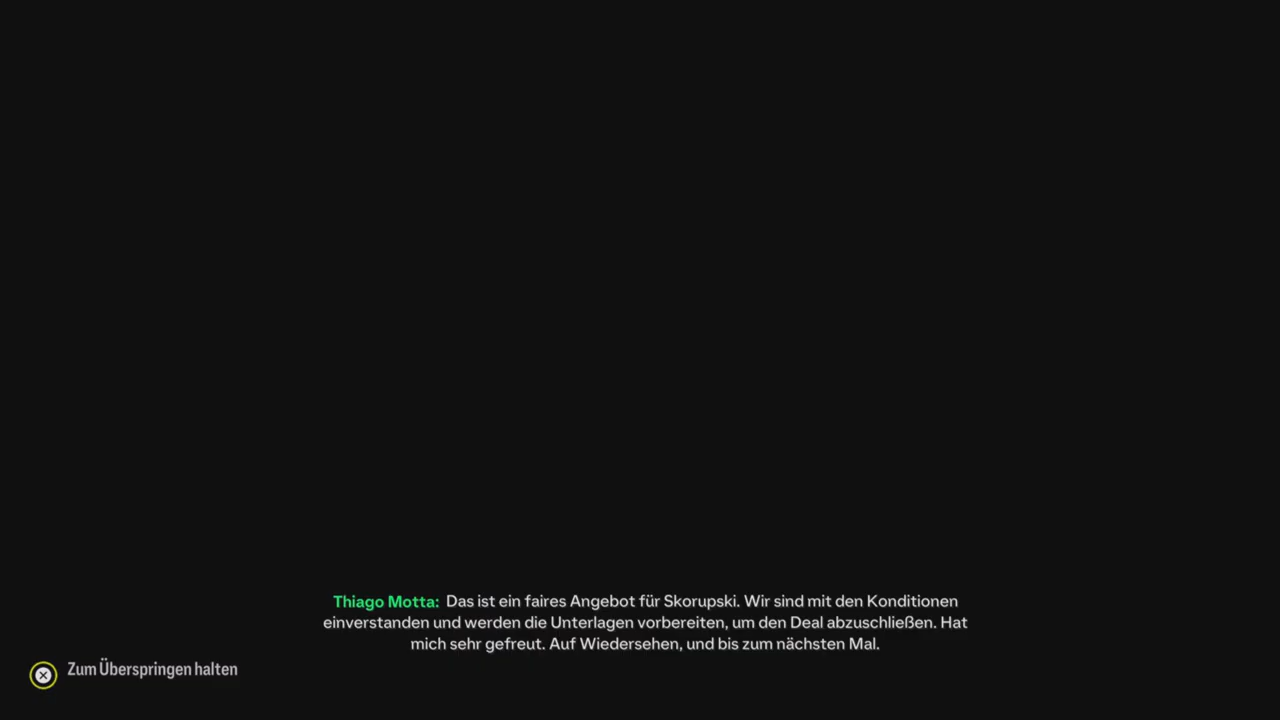 Thiago Motta: Das ist ein faires Angebot für Skorupski. Wir sind mit den Konditionen
einverstanden und werden die Unterlagen vorbereiten, um den Deal abzuschließen. Hat
mich sehr gefreut. Auf Wiedersehen, und bis zum nächsten Mal.
Zum Überspringen halten